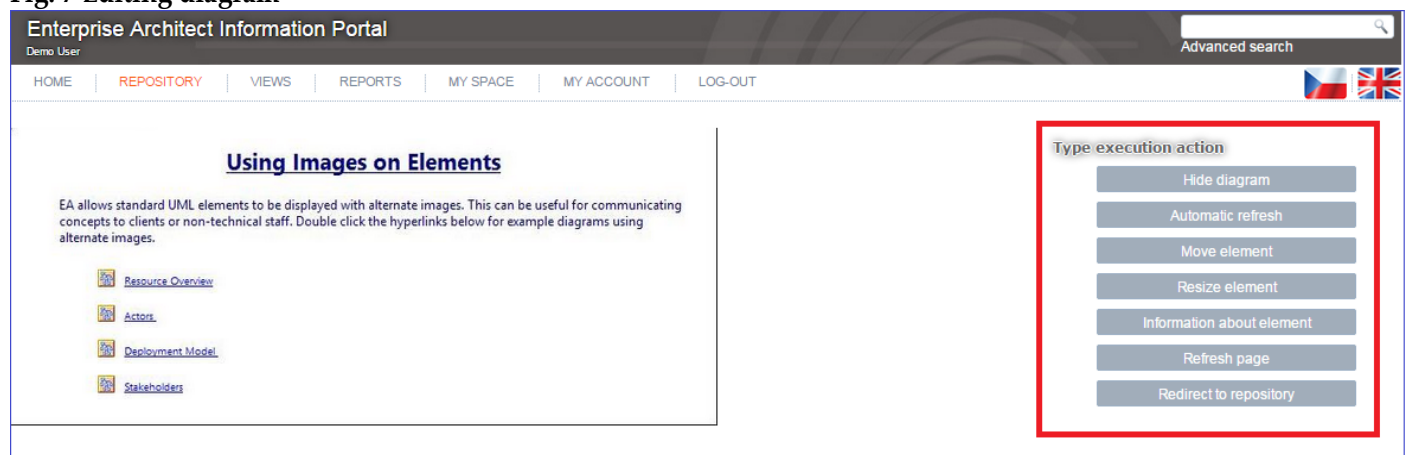 Fig. 7 Editing diagram
Enterprise Architect Information Portal
Demo User
Advanced search
HOME REPOSITORY VIEWS REPORTS MY SPACE MY ACCOUNT LOG-OUT
Using Images on Elements
EA allows standard UML elements to be displayed with alternate images. This can be useful for communicating
concepts to clients or non-technical staff. Double click the hyperlinks below for example diagrams using
alternate images.
Resource Overview
Actors
Deployment Model
Stakeholders
Type execution action
Hide diagram
Automatic refresh
Move element
Resize element
Information about element
Refresh page
Redirect to repository